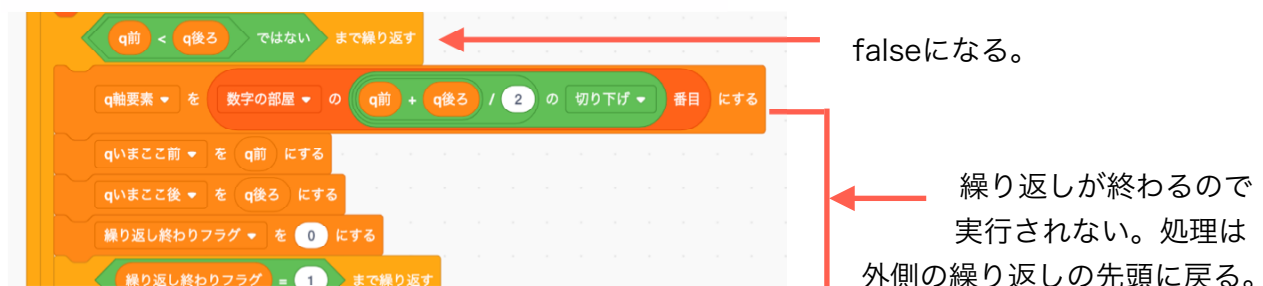 q前 < q後ろ ではない まで繰り返す
falseになる。
q軸要素 ▼ を 数字の部屋 ▼ の q前 + q後ろ / 2 の 切り下げ ▼ 番目 にする
qいまここ前 ▼ を q前 にする
qいまここ後 ▼ を q後ろ にする
繰り返し終わりフラグ ▼ を 0 にする
繰り返し終わりフラグ = 1 まで繰り返す
繰り返しが終わるので
実行されない。処理は
外側の繰り返しの先頭に戻る。